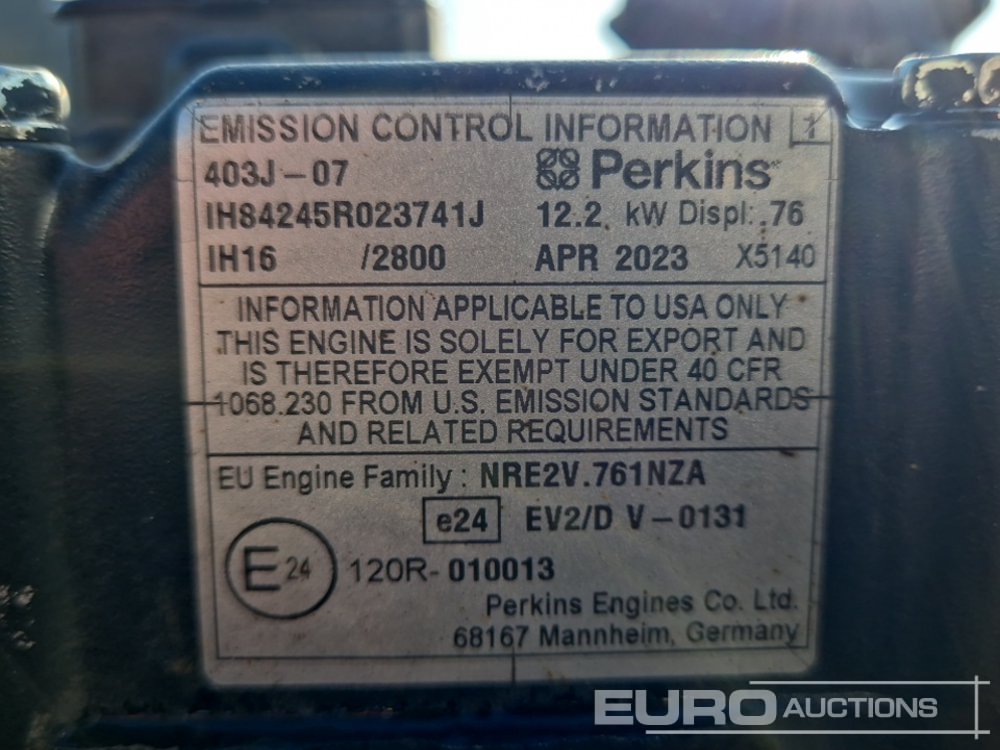 EMISSION CONTROL INFORMATION 1
403J-07 Perkins
IH84245R023741J 12.2 kW Displ: .76
IH16 /2800 APR 2023 X5140
INFORMATION APPLICABLE TO USA ONLY
THIS ENGINE IS SOLELY FOR EXPORT AND
IS THEREFORE EXEMPT UNDER 40 CFR
1068.230 FROM U.S. EMISSION STANDARDS
AND RELATED REQUIREMENTS
EU Engine Family : NRE2V.761NZA
e24 EV2/D V-0131
E 24 120R-010013
Perkins Engines Co. Ltd.
68167 Mannheim, Germany
EURO AUCTIONS